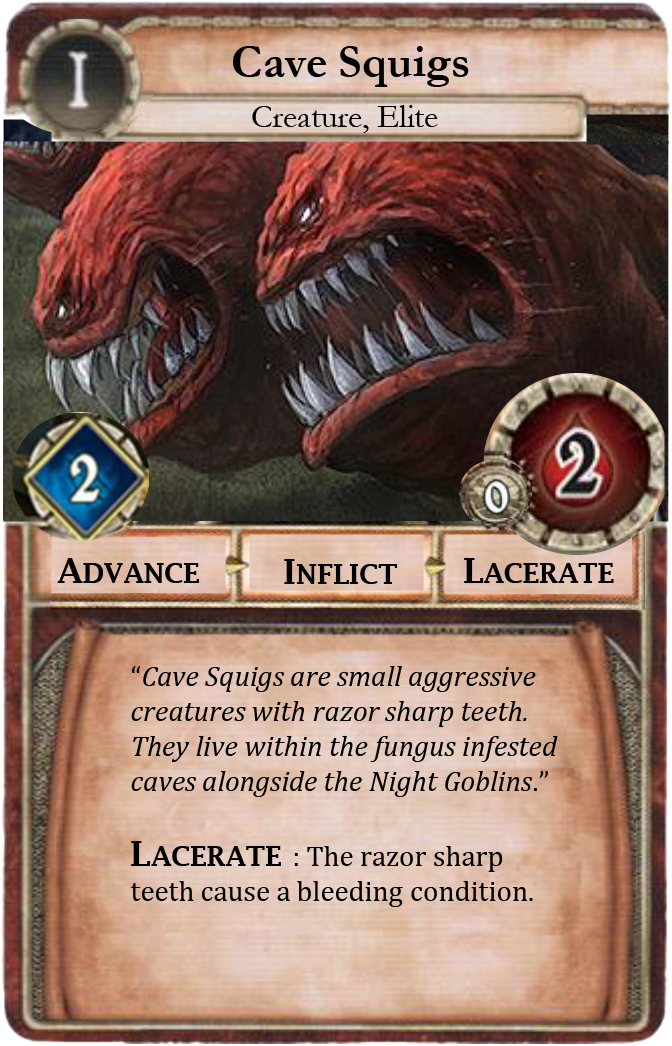 I
Cave Squigs
Creature, Elite
2
0
2
ADVANCE
INFLICT
LACERATE
“Cave Squigs are small aggressive
creatures with razor sharp teeth.
They live within the fungus infested
caves alongside the Night Goblins.”
LACERATE : The razor sharp
teeth cause a bleeding condition.